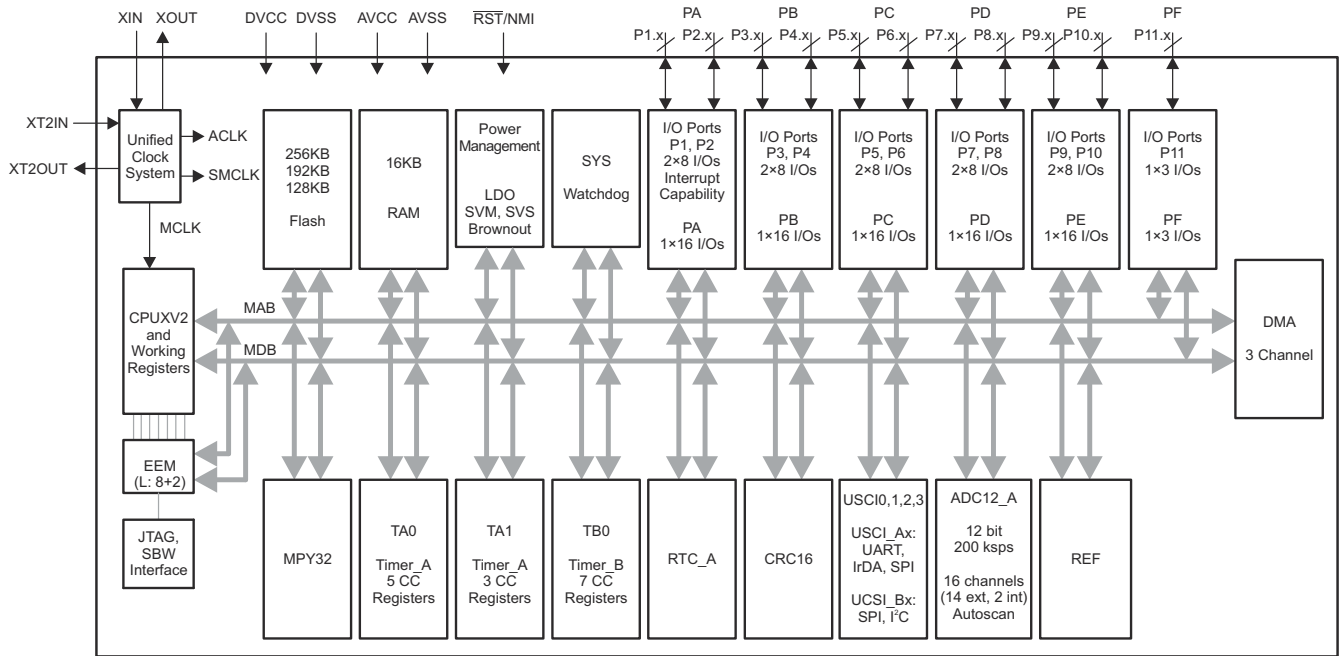 XIN
XOUT
DVCC
DVSS
AVCC
AVSS
RST/NMI
PA
PB
PC
PD
PE
PF
P1.x
P2.x
P3.x
P4.x
P5.x
P6.x
P7.x
P8.x
P9.x
P10.x
P11.x
XT2IN
XT2OUT
Unified
Clock
System
ACLK
SMCLK
MCLK
256KB
192KB
128KB
Flash
16KB
RAM
Power
Management
LDO
SVM, SVS
Brownout
SYS
Watchdog
I/O Ports
P1, P2
2×8 I/Os
Interrupt
Capability
PA
1×16 I/Os
I/O Ports
P3, P4
2×8 I/Os
PB
1×16 I/Os
I/O Ports
P5, P6
2×8 I/Os
PC
1×16 I/Os
I/O Ports
P7, P8
2×8 I/Os
PD
1×16 I/Os
I/O Ports
P9, P10
2×8 I/Os
PE
1×16 I/Os
I/O Ports
P11
1×3 I/Os
PF
1×3 I/Os
CPUXV2
and
Working
Registers
MAB
MDB
DMA
3 Channel
EEM
(L: 8+2)
JTAG,
SBW
Interface
MPY32
TA0
Timer_A
5 CC
Registers
TA1
Timer_A
3 CC
Registers
TB0
Timer_B
7 CC
Registers
RTC_A
CRC16
USCI0,1,2,3
USCI_Ax:
UART,
IrDA, SPI
UCSI_Bx:
SPI, I²C
ADC12_A
12 bit
200 ksps
16 channels
(14 ext, 2 int)
Autoscan
REF